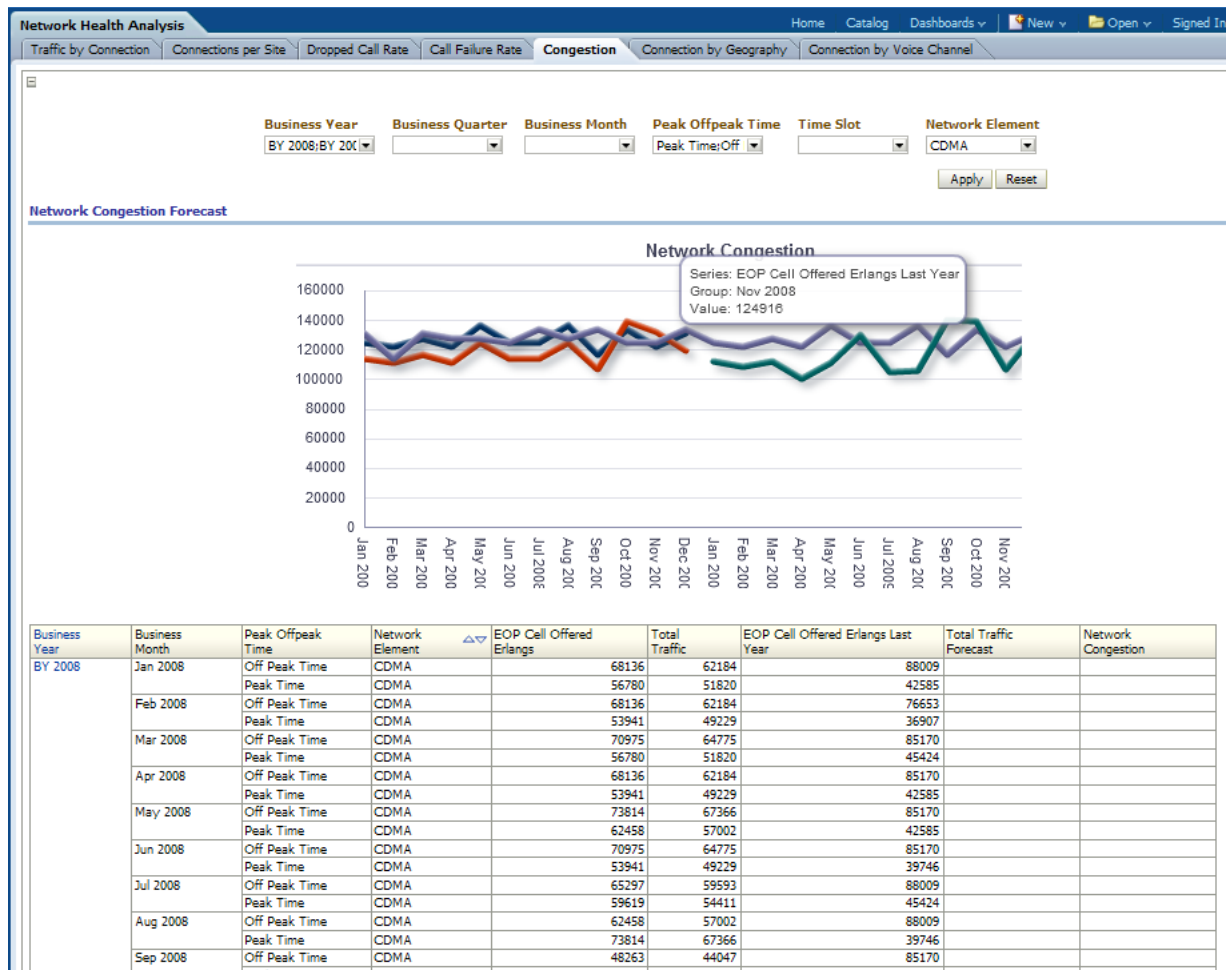 Network Health Analysis
Home Catalog Dashboards New Open Signed In
Traffic by Connection Connections per Site Dropped Call Rate Call Failure Rate Congestion Connection by Geography Connection by Voice Channel
Business Year Business Quarter Business Month Peak Offpeak Time Time Slot Network Element
BY 2008;BY 200 Peak Time;Off CDMA
Apply Reset
Network Congestion Forecast
Network Congestion
Series: EOP Cell Offered Erlangs Last Year
Group: Nov 2008
Value: 124916
160000
140000
120000
100000
80000
60000
40000
20000
0
Jan 200 Feb 200 Mar 200 Apr 200 May 200 Jun 200 Jul 2008 Aug 200 Sep 200 Oct 200 Nov 200 Dec 200 Jan 200 Feb 200 Mar 200 Apr 200 May 200 Jun 200 Jul 2009 Aug 200 Sep 200 Oct 200 Nov 200
Business Year Business Month Peak Offpeak Time Network Element EOP Cell Offered Erlangs Total Traffic EOP Cell Offered Erlangs Last Year Total Traffic Forecast Network Congestion
BY 2008 Jan 2008 Off Peak Time CDMA 68136 62184 88009
Peak Time CDMA 56780 51820 42585
Feb 2008 Off Peak Time CDMA 68136 62184 76653
Peak Time CDMA 53941 49229 36907
Mar 2008 Off Peak Time CDMA 70975 64775 85170
Peak Time CDMA 56780 51820 45424
Apr 2008 Off Peak Time CDMA 68136 62184 85170
Peak Time CDMA 53941 49229 42585
May 2008 Off Peak Time CDMA 73814 67366 85170
Peak Time CDMA 62458 57002 42585
Jun 2008 Off Peak Time CDMA 70975 64775 85170
Peak Time CDMA 53941 49229 39746
Jul 2008 Off Peak Time CDMA 65297 59593 88009
Peak Time CDMA 59619 54411 45424
Aug 2008 Off Peak Time CDMA 62458 57002 88009
Peak Time CDMA 73814 67366 39746
Sep 2008 Off Peak Time CDMA 48263 44047 85170